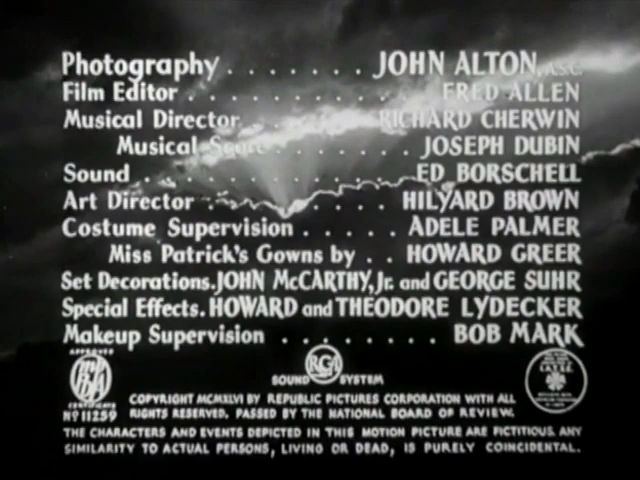 Photography . . . . . . . JOHN ALTON, A.S.C.
Film Editor . . . . . . . . . . . FRED ALLEN
Musical Director . . . . . . RICHARD CHERWIN
Musical Score . . . . . . . JOSEPH DUBIN
Sound . . . . . . . . . . . . ED BORSCHELL
Art Director . . . . . . . . HILYARD BROWN
Costume Supervision . . . . . ADELE PALMER
Miss Patrick's Gowns by . . HOWARD GREER
Set Decorations. JOHN McCARTHY, Jr. and GEORGE SUHR
Special Effects. HOWARD and THEODORE LYDECKER
Makeup Supervision . . . . . . . . BOB MARK
APPROVED
MPPDA
CERTIFICATE
No 11259
RCA
SOUND SYSTEM
I.A.T.S.E.
COPYRIGHT MCMXLVI BY REPUBLIC PICTURES CORPORATION WITH ALL
RIGHTS RESERVED. PASSED BY THE NATIONAL BOARD OF REVIEW.
THE CHARACTERS AND EVENTS DEPICTED IN THIS MOTION PICTURE ARE FICTITIOUS. ANY
SIMILARITY TO ACTUAL PERSONS, LIVING OR DEAD, IS PURELY COINCIDENTAL.